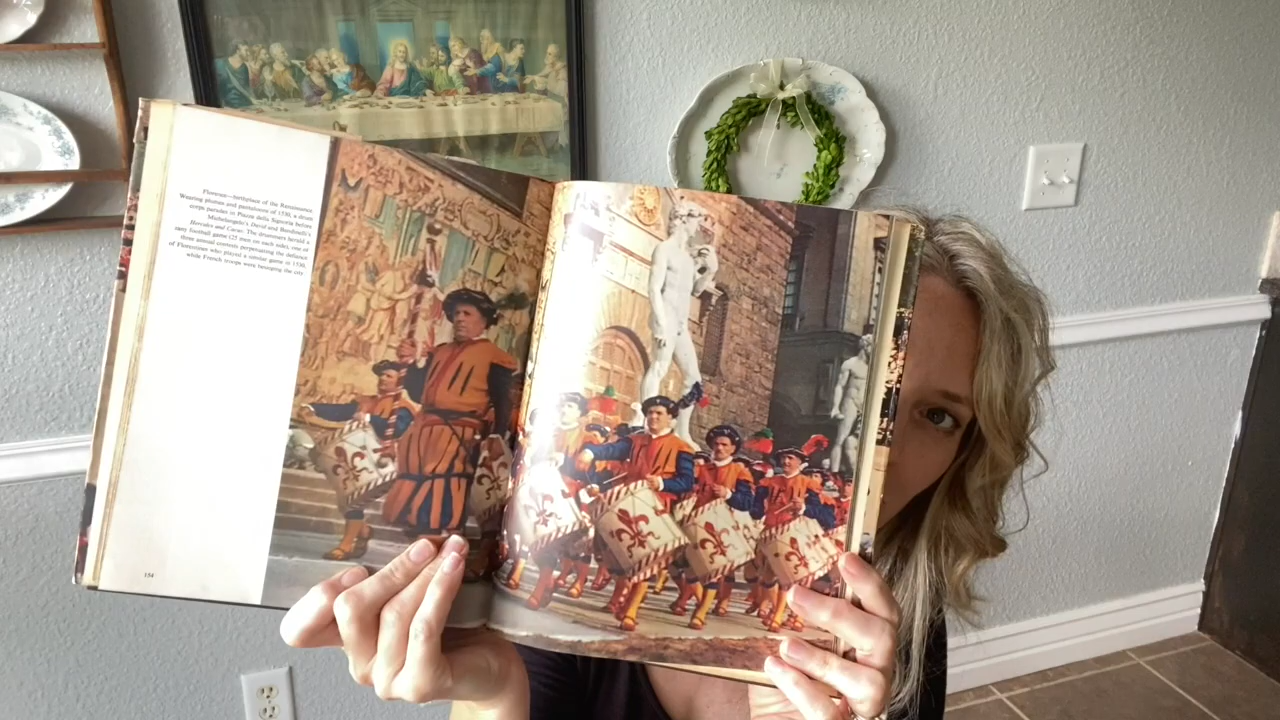 Florence—birthplace of the Renaissance.
Wearing plumes and pantaloons of 1530, a drum
corps parades in Piazza della Signoria before
Michelangelo's David and Bandinelli's
Hercules and Cacus. The drummers herald a
zany football game (25 men on each side), one of
three annual contests perpetuating the defiance
of Florentines who played a similar game in 1530,
while French troops were besieging the city.
154